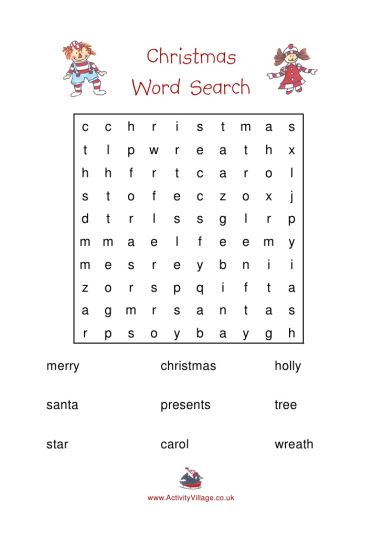 Christmas
Word Search
c c h r i s t m a s
t l p w r e a t h x
h h f r t c a r o l
s t o f e c z o x j
d t r l s s g l r p
m m a e l f e e m y
m e s r e y b n i i
z o r s p q i f t a
a g m r s a n t a s
r p s o y b a y g h
merry christmas holly
santa presents tree
star carol wreath
www.ActivityVillage.co.uk